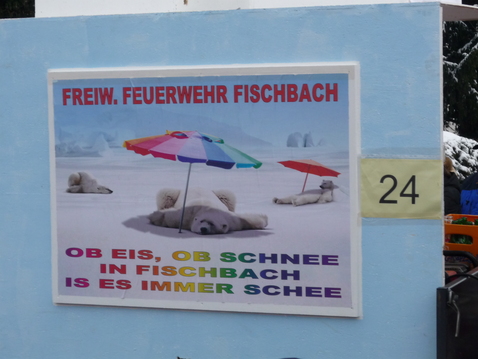 FREIW. FEUERWEHR FISCHBACH
24
OB EIS, OB SCHNEE
IN FISCHBACH
IS ES IMMER SCHEE